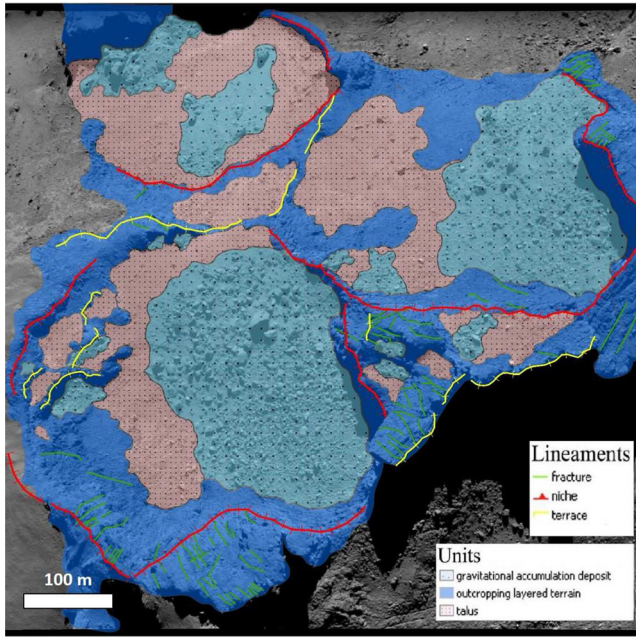 Lineaments
fracture
niche
terrace
Units
gravitational accumulation deposit
outcropping layered terrain
talus
100 m